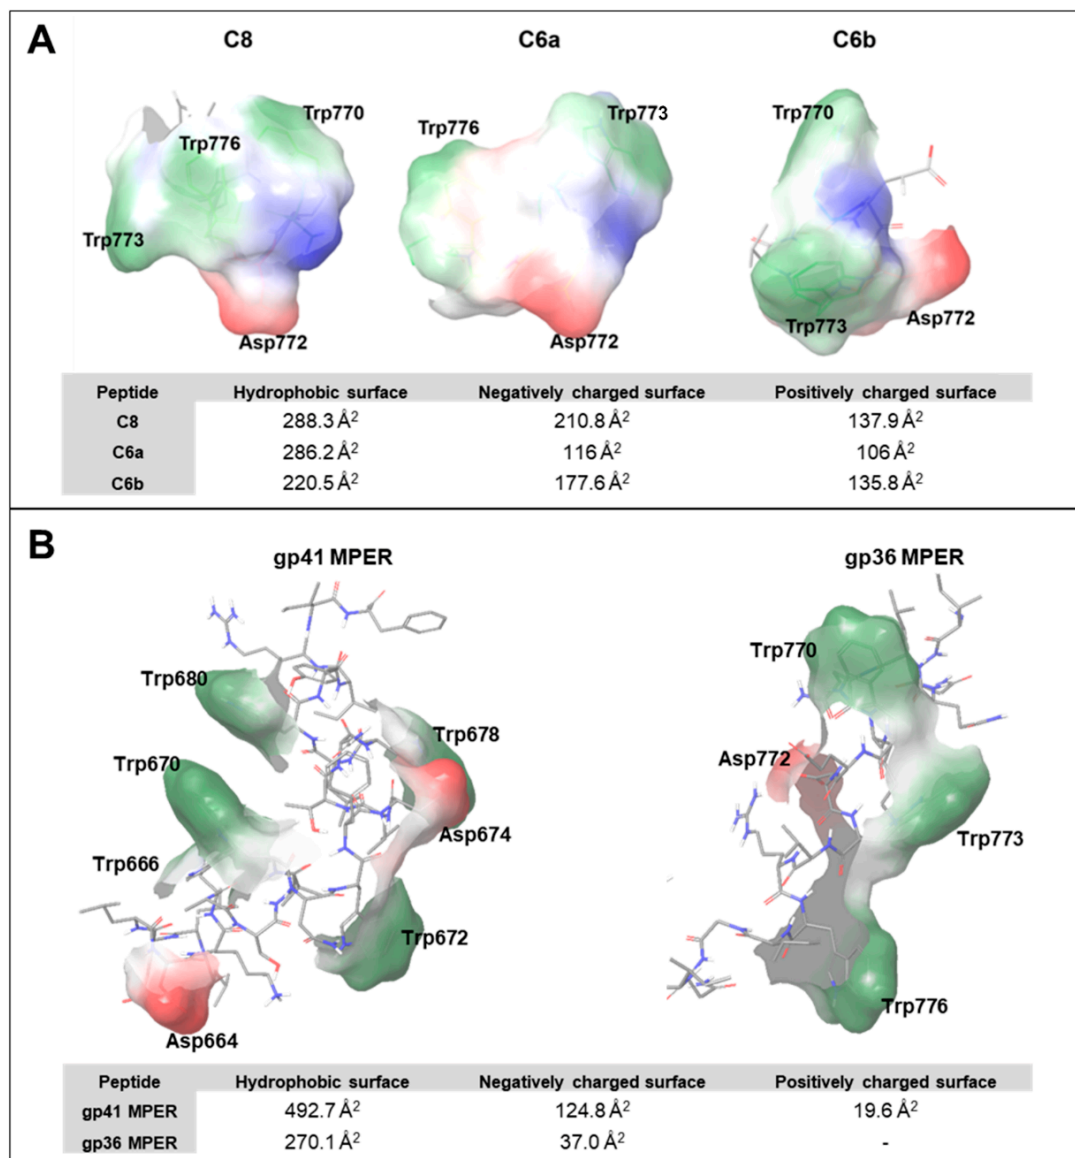 A
C8 C6a C6b
Trp770 Trp773 Trp770
Trp776 Trp776
Trp773
Asp772 Asp772 Trp773 Asp772
Peptide Hydrophobic surface Negatively charged surface Positively charged surface
C8 288.3 Å² 210.8 Å² 137.9 Å²
C6a 286.2 Å² 116 Å² 106 Å²
C6b 220.5 Å² 177.6 Å² 135.8 Å²
B
gp41 MPER gp36 MPER
Trp680 Trp770
Trp678
Trp670 Asp772
Asp674 Trp773
Trp666
Trp672
Trp776
Asp664
Peptide Hydrophobic surface Negatively charged surface Positively charged surface
gp41 MPER 492.7 Å² 124.8 Å² 19.6 Å²
gp36 MPER 270.1 Å² 37.0 Å² -